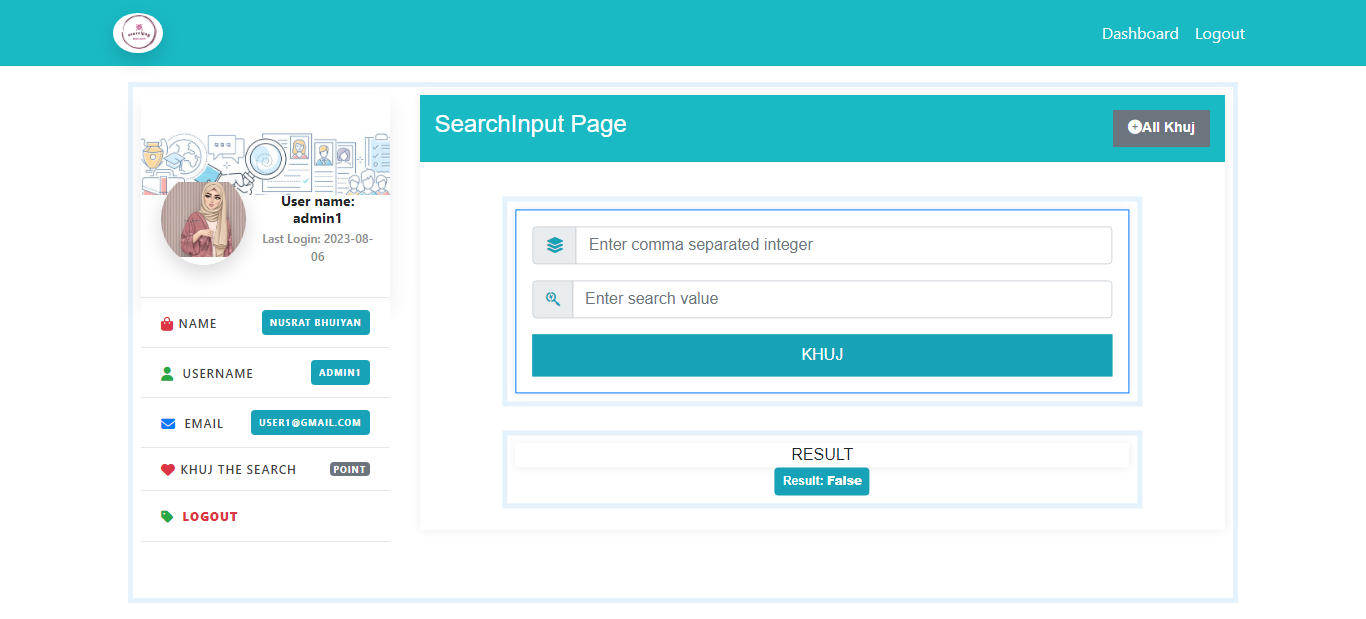 Dashboard Logout
SearchInput Page
All Khuj
User name:
admin1
Last Login: 2023-08-
06
NAME NUSRAT BHUIYAN
USERNAME ADMIN1
EMAIL USER1@GMAIL.COM
KHUJ THE SEARCH POINT
LOGOUT
Enter comma separated integer
Enter search value
KHUJ
RESULT
Result: False